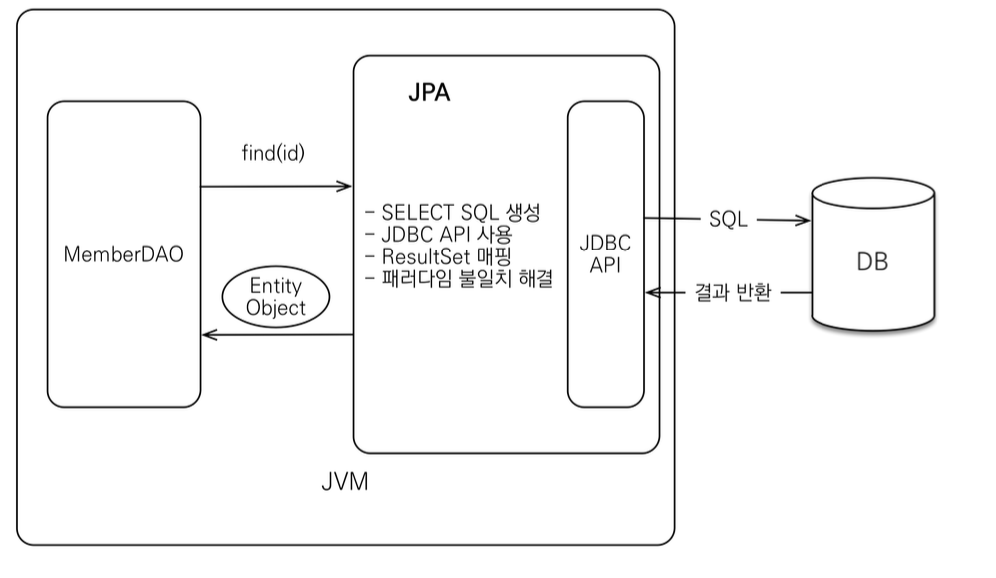 JPA
find(id)
MemberDAO
Entity
Object
- SELECT SQL 생성
- JDBC API 사용
- ResultSet 매핑
- 패러다임 불일치 해결
JDBC
API
SQL
결과 반환
DB
JVM